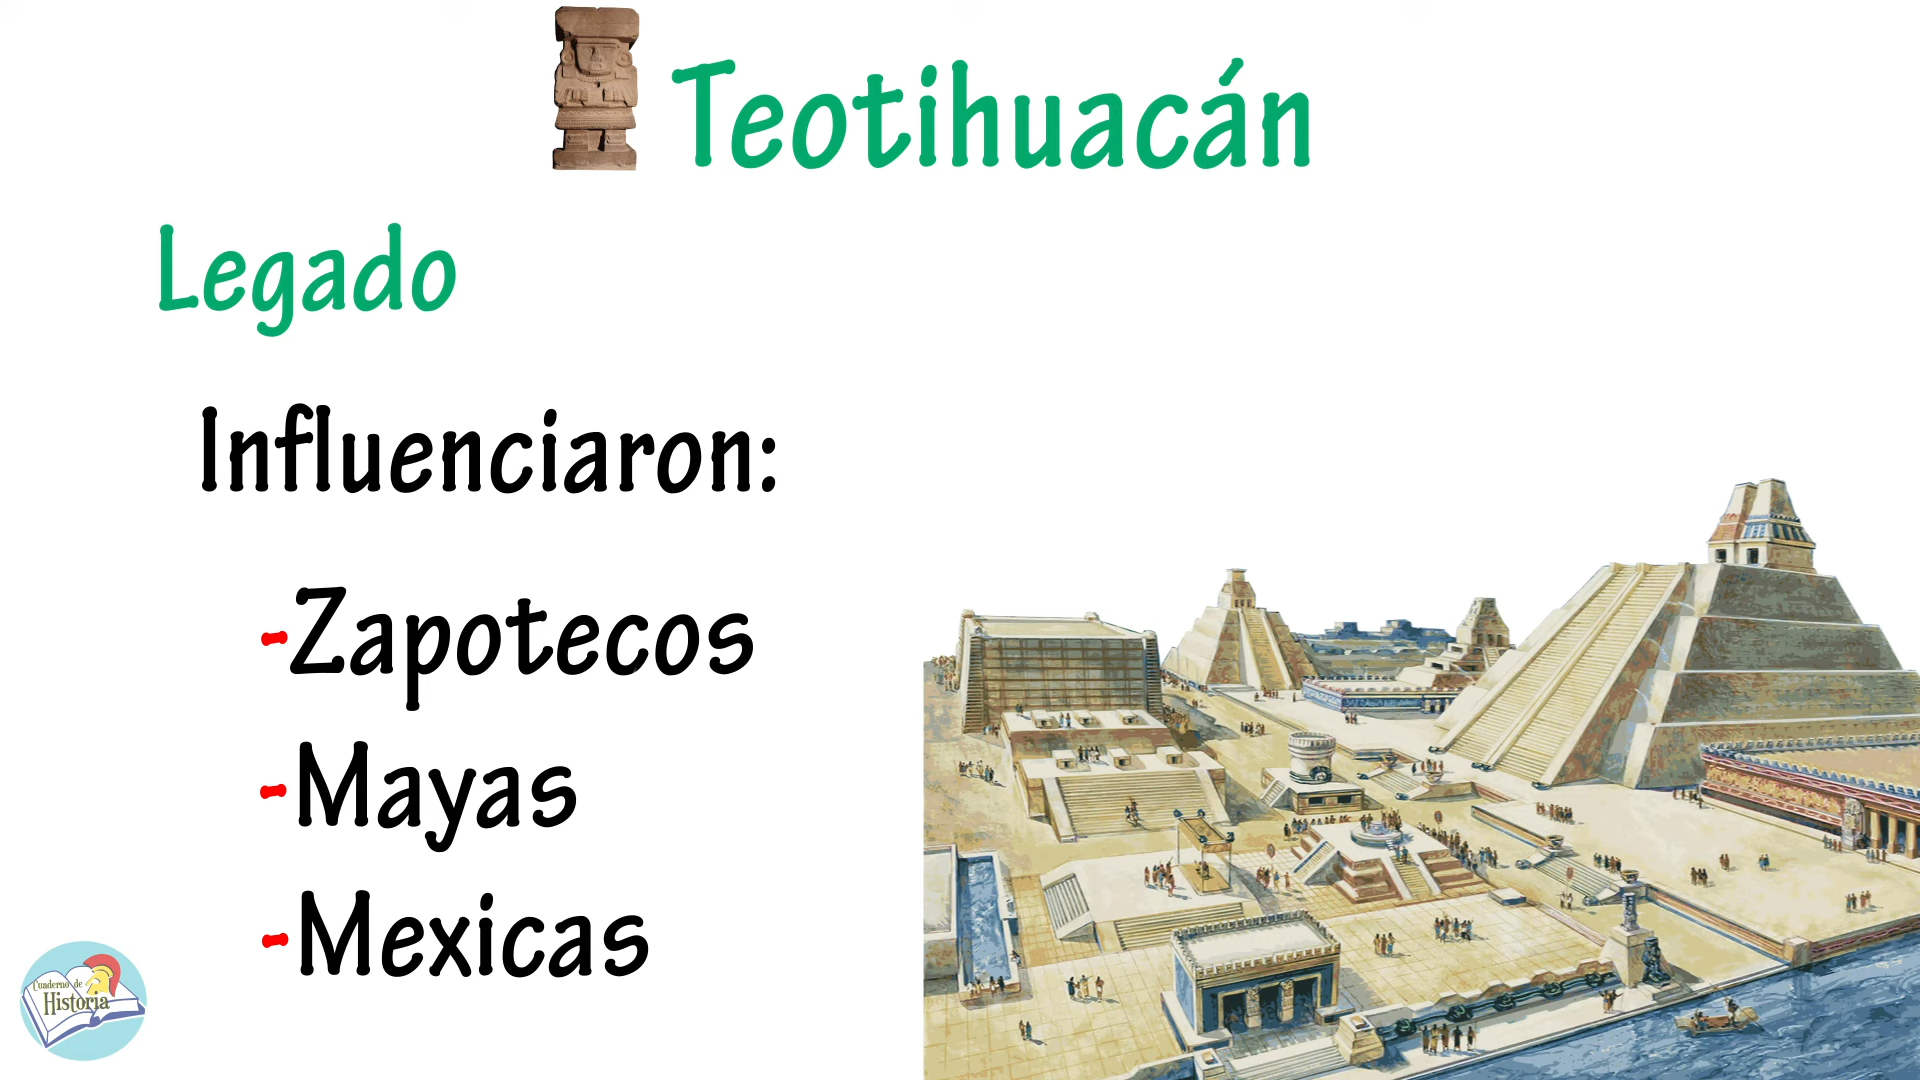 Teotihuacán
Legado
Influenciaron:
-Zapotecos
-Mayas
-Mexicas
Cuaderno de
Historia